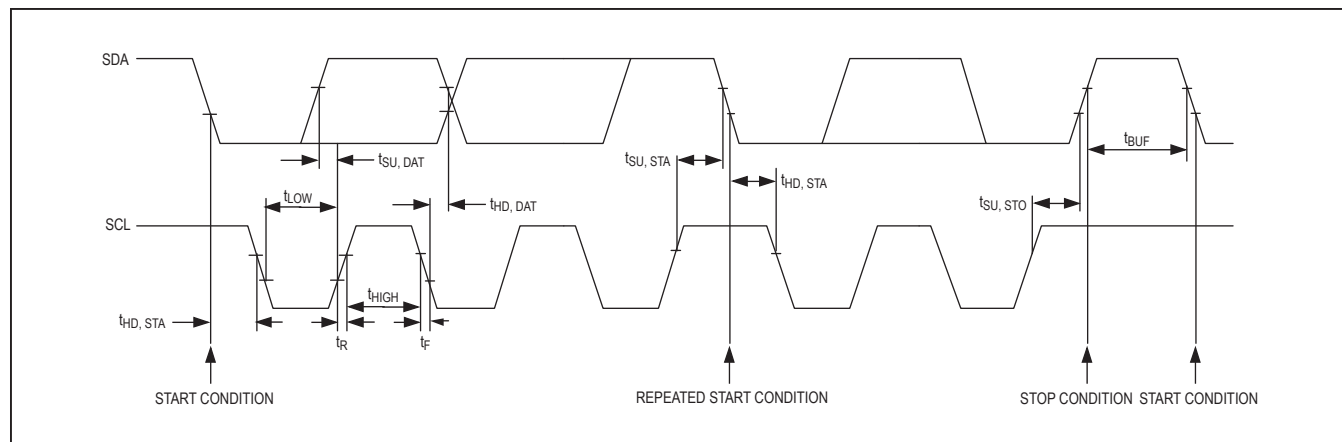 SDA
tSU, DAT
tSU, STA
tBUF
tHD, STA
tLOW
tHD, DAT
tSU, STO
SCL
tHIGH
tHD, STA
tR
tF
START CONDITION
REPEATED START CONDITION
STOP CONDITION
START CONDITION